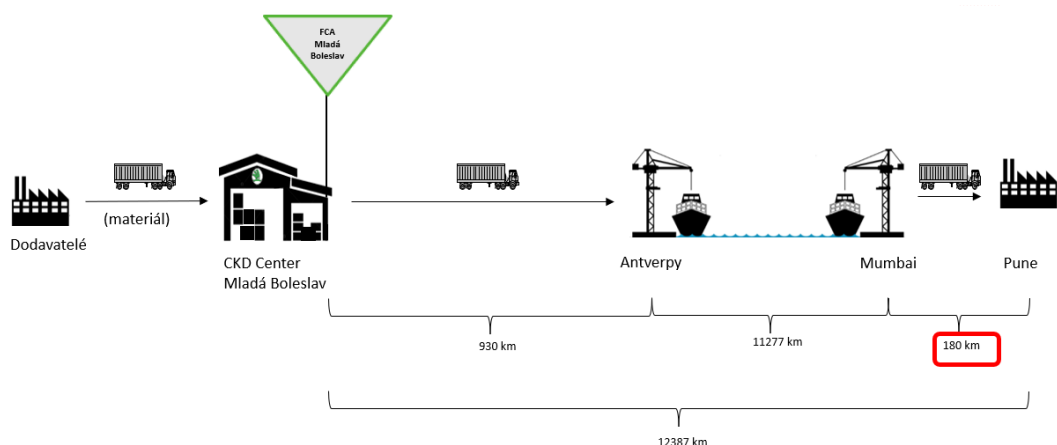 FCA
Mladá
Boleslav
(materiál)
Dodavatelé
CKD Center
Mladá Boleslav
Antverpy
Mumbai
Pune
930 km
11277 km
180 km
12387 km